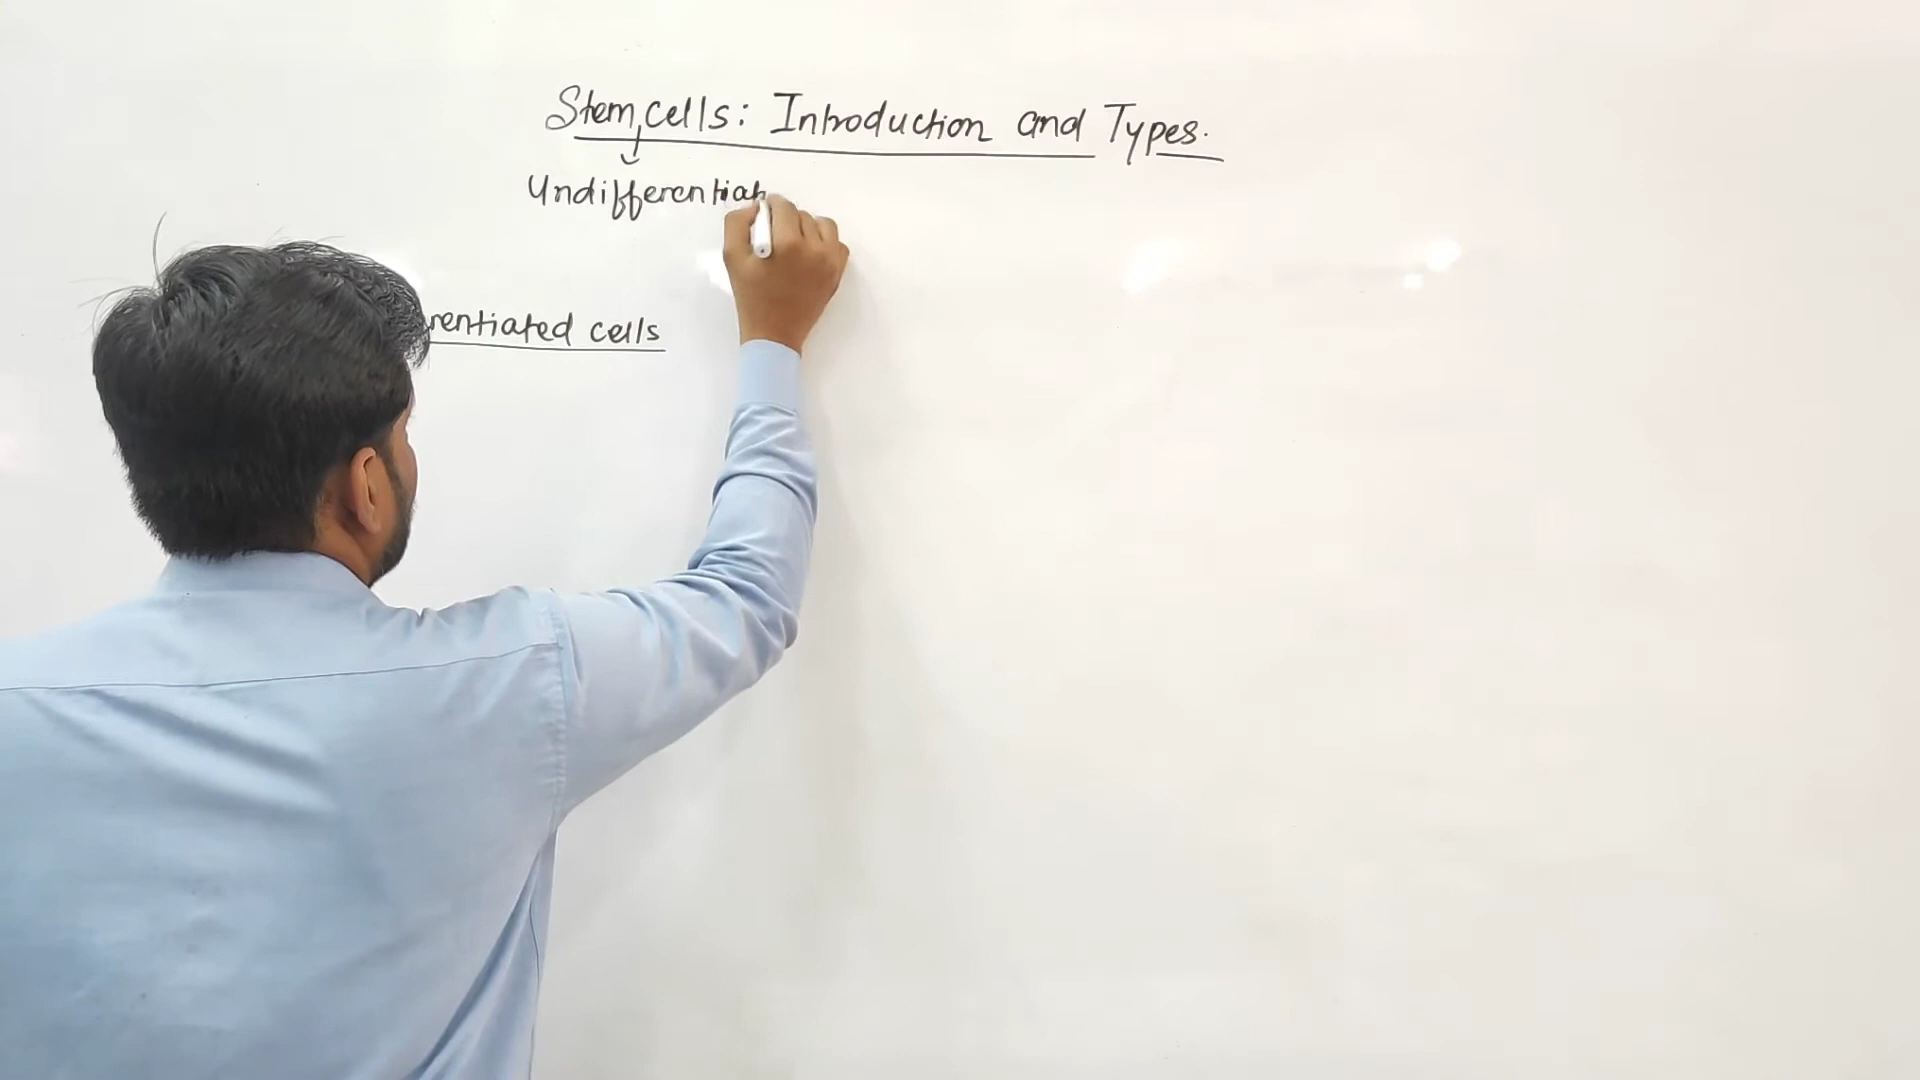 Stem cells: Introduction and Types.
Undifferentiat
rentiated cells